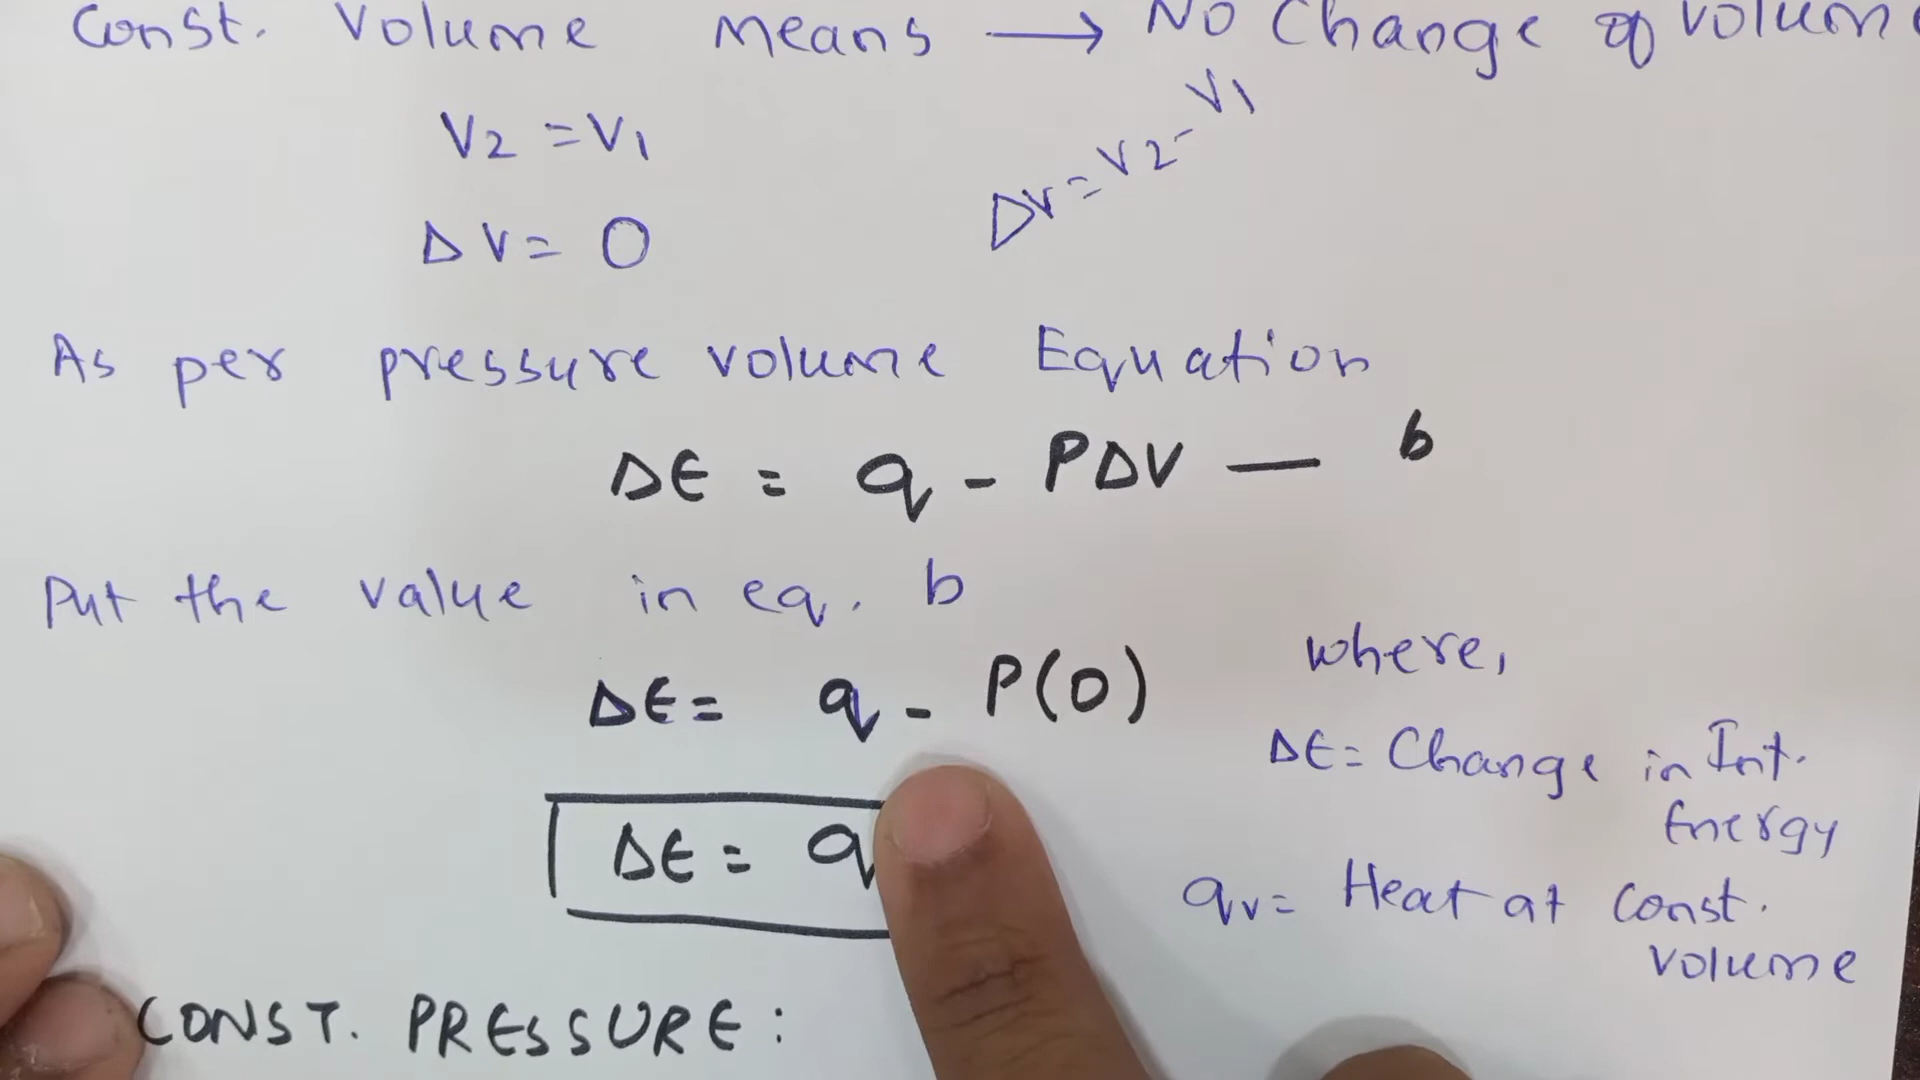 Const. Volume means → No Change of volum
V2 = V1
ΔV = V2 - V1
ΔV = 0
As per pressure volume Equation
ΔE = q - PΔV — b
Put the value in eq. b
ΔE = q - P(0)
where,
ΔE = Change in Int. Energy
ΔE = q
qv = Heat at Const. volume
CONST. PRESSURE: